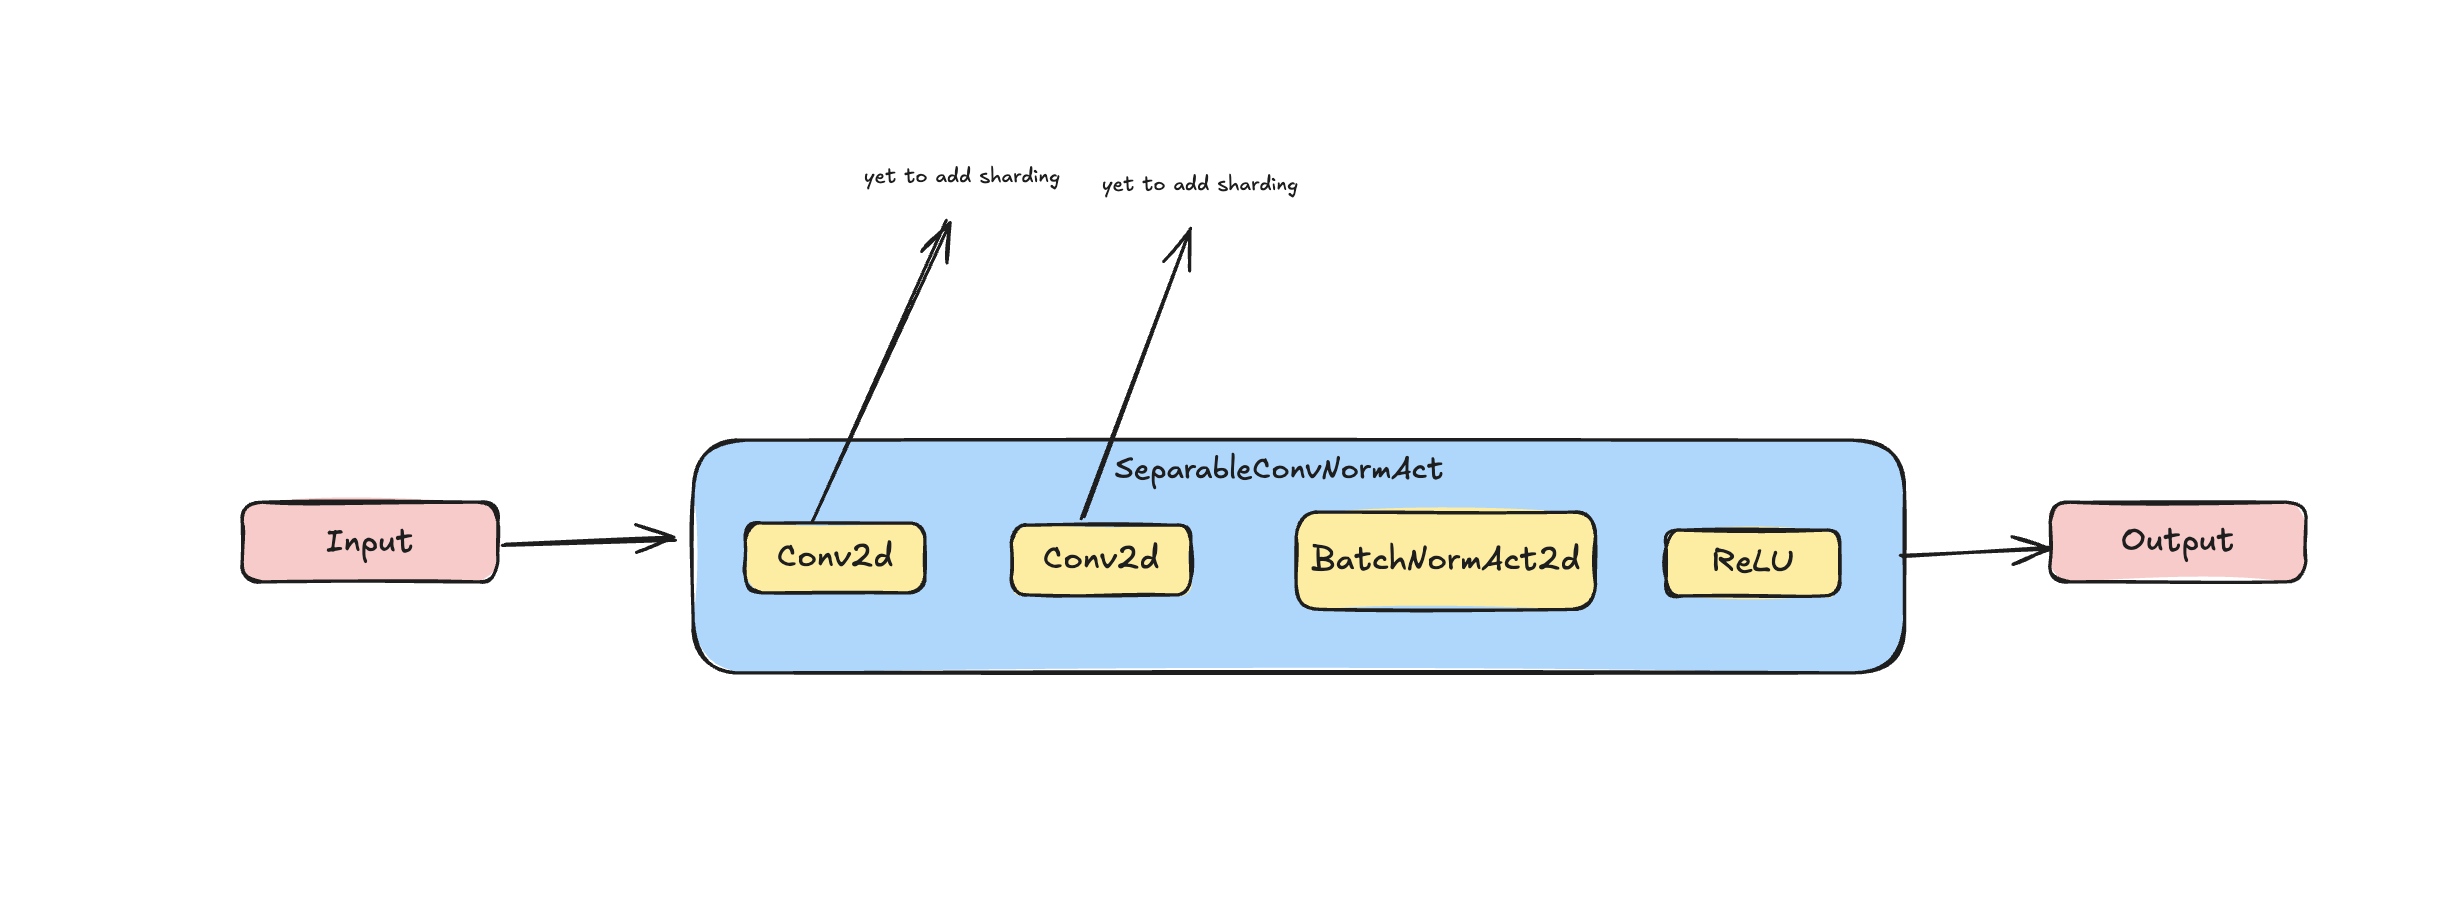 yet to add sharding
yet to add sharding
SeparableConvNormAct
Input
Conv2d
Conv2d
BatchNormAct2d
ReLU
Output